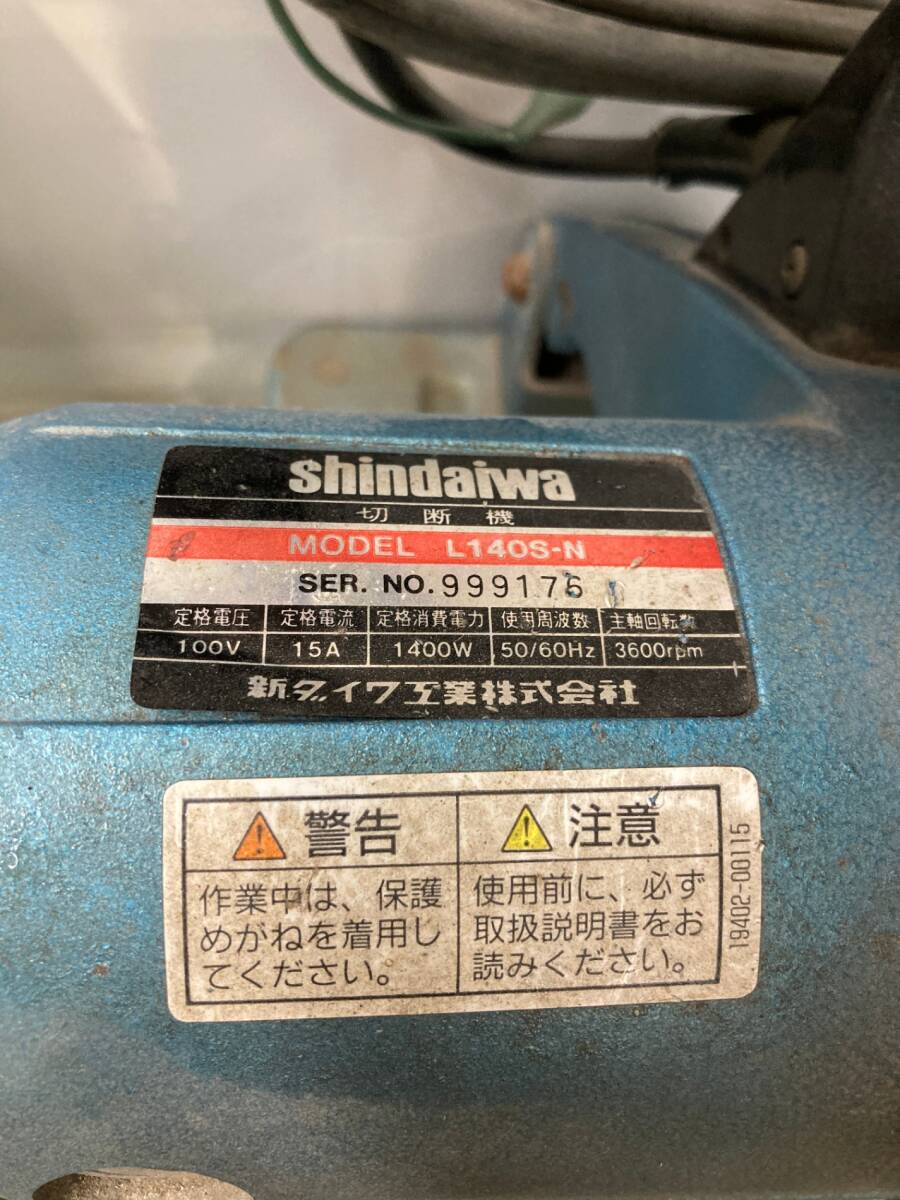 shindaiwa
切断機
MODEL L140S-N
SER. NO. 999176
定格電圧 定格電流 定格消費電力 使用周波数 主軸回転数
100V 15A 1400W 50/60Hz 3600rpm
新ダイワ工業株式会社
警告
作業中は、保護
めがねを着用し
てください。
注意
使用前に、必ず
取扱説明書をお
読みください。
19402-00115